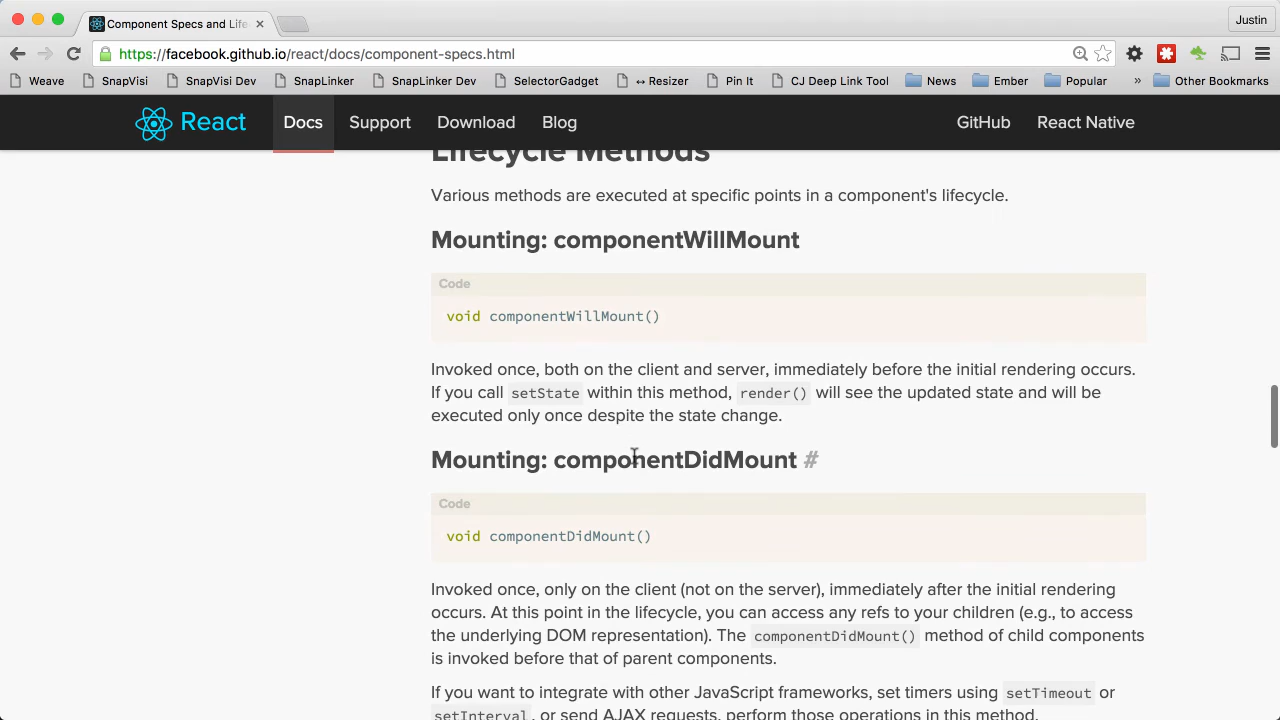 Component Specs and Life
Justin
https://facebook.github.io/react/docs/component-specs.html
Weave SnapVisi SnapVisi Dev SnapLinker SnapLinker Dev SelectorGadget ↔ Resizer Pin It CJ Deep Link Tool News Ember Popular » Other Bookmarks
React Docs Support Download Blog GitHub React Native
Lifecycle Methods
Various methods are executed at specific points in a component's lifecycle.
Mounting: componentWillMount
Code
void componentWillMount()
Invoked once, both on the client and server, immediately before the initial rendering occurs.
If you call setState within this method, render() will see the updated state and will be
executed only once despite the state change.
Mounting: componentDidMount #
Code
void componentDidMount()
Invoked once, only on the client (not on the server), immediately after the initial rendering
occurs. At this point in the lifecycle, you can access any refs to your children (e.g., to access
the underlying DOM representation). The componentDidMount() method of child components
is invoked before that of parent components.
If you want to integrate with other JavaScript frameworks, set timers using setTimeout or
setInterval, or send AJAX requests, perform those operations in this method.